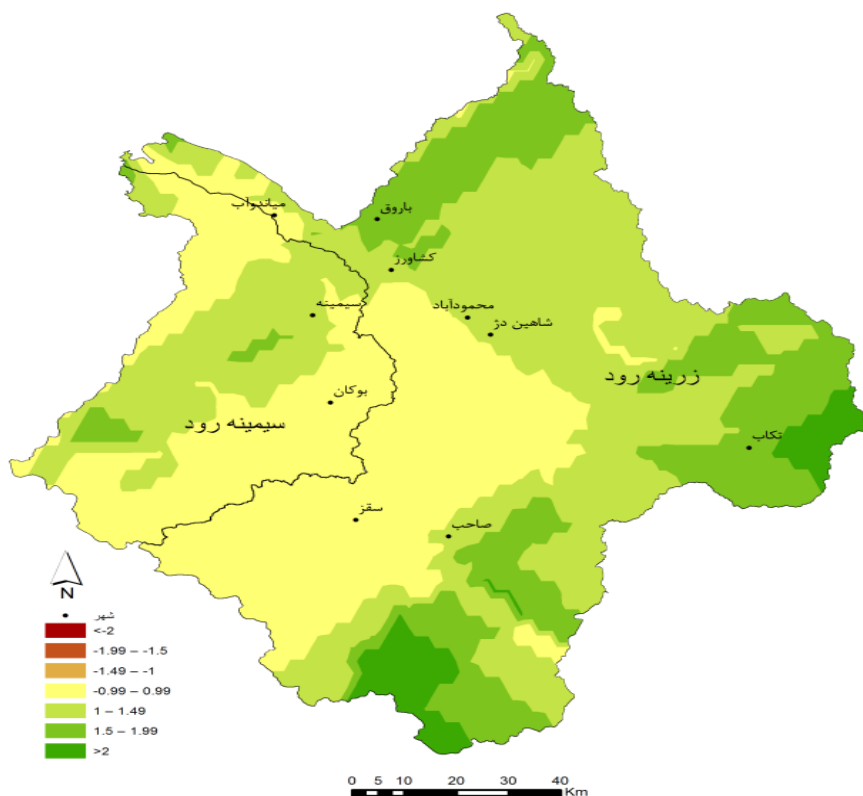 میاندوآب
باروق
کشاورز
سیمینه
محمودآباد
شاهین دژ
زرینه رود
بوکان
سیمینه رود
تکاب
سقز
صاحب
N
شهر
<-2
-1.99 – -1.5
-1.49 – -1
-0.99 – 0.99
1 – 1.49
1.5 – 1.99
>2
0 5 10 20 30 40
Km